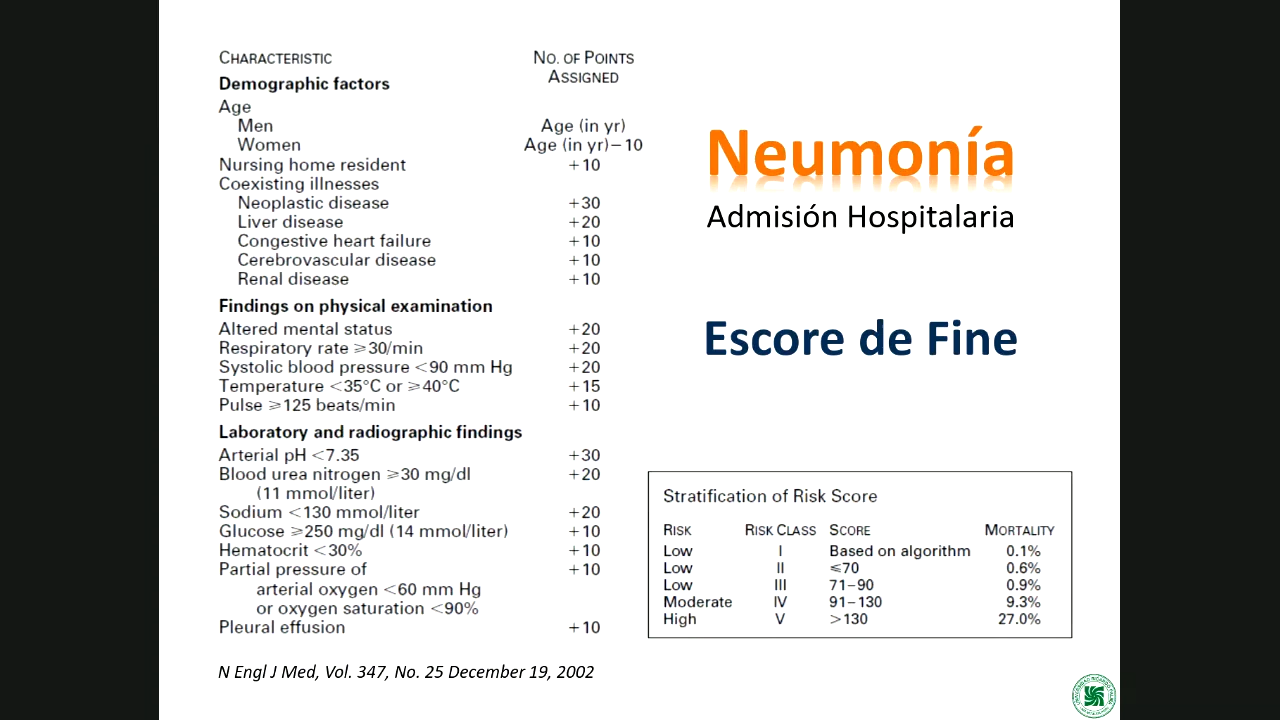 CHARACTERISTIC NO. OF POINTS ASSIGNED
Demographic factors
Age
Men Age (in yr)
Women Age (in yr)−10
Nursing home resident +10
Coexisting illnesses
Neoplastic disease +30
Liver disease +20
Congestive heart failure +10
Cerebrovascular disease +10
Renal disease +10
Findings on physical examination
Altered mental status +20
Respiratory rate ⩾30/min +20
Systolic blood pressure <90 mm Hg +20
Temperature <35°C or ⩾40°C +15
Pulse ⩾125 beats/min +10
Laboratory and radiographic findings
Arterial pH <7.35 +30
Blood urea nitrogen ⩾30 mg/dl +20
(11 mmol/liter)
Sodium <130 mmol/liter +20
Glucose ⩾250 mg/dl (14 mmol/liter) +10
Hematocrit <30% +10
Partial pressure of +10
arterial oxygen <60 mm Hg
or oxygen saturation <90%
Pleural effusion +10
N Engl J Med, Vol. 347, No. 25 December 19, 2002
Neumonía
Admisión Hospitalaria
Escore de Fine
Stratification of Risk Score
RISK RISK CLASS SCORE MORTALITY
Low I Based on algorithm 0.1%
Low II ⩽70 0.6%
Low III 71–90 0.9%
Moderate IV 91–130 9.3%
High V >130 27.0%